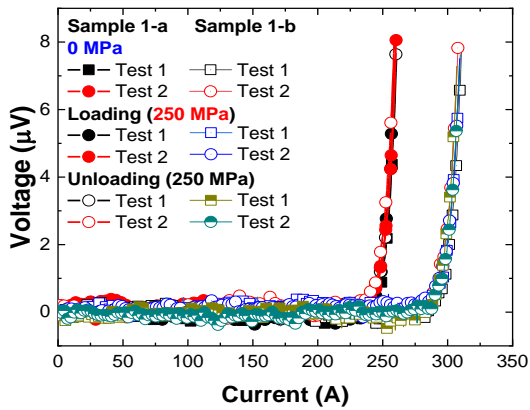 Sample 1-a Sample 1-b
0 MPa
Test 1 Test 1
Test 2 Test 2
Loading (250 MPa)
Test 1 Test 1
Test 2 Test 2
Unloading (250 MPa)
Test 1 Test 1
Test 2 Test 2
Voltage (μV)
8
6
4
2
0
0 50 100 150 200 250 300 350
Current (A)